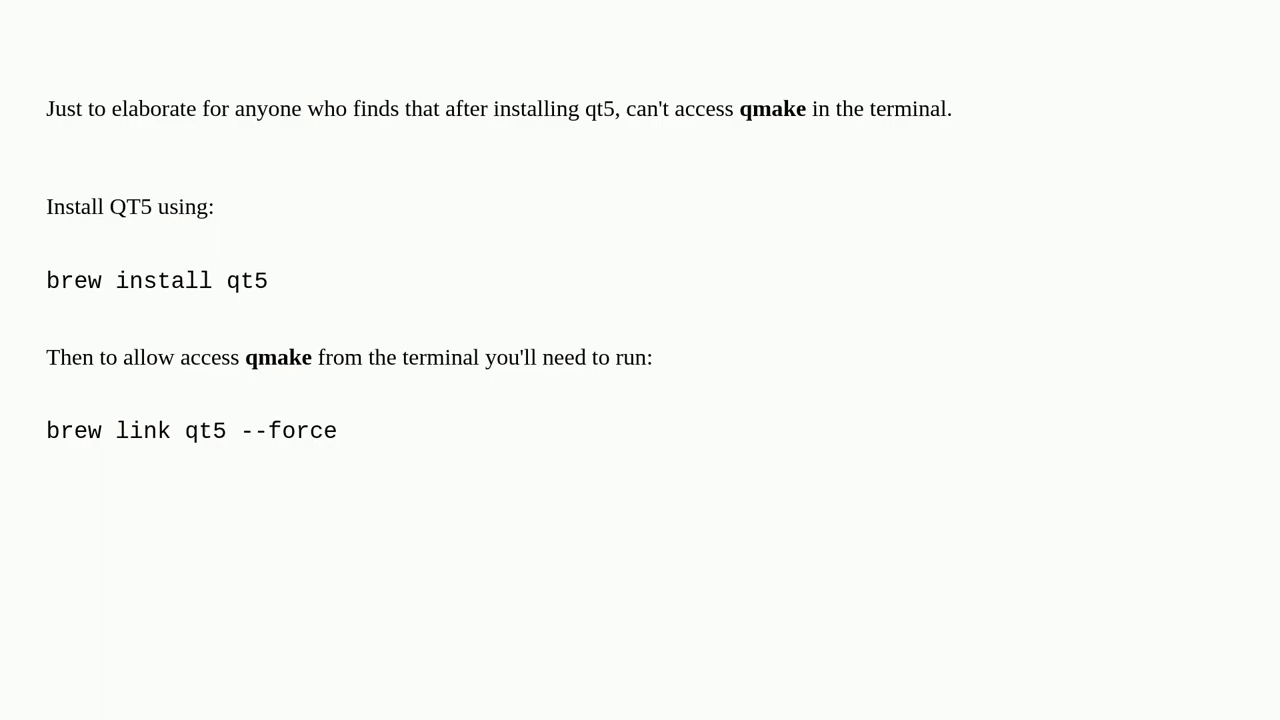 Just to elaborate for anyone who finds that after installing qt5, can't access qmake in the terminal.
Install QT5 using:
brew install qt5
Then to allow access qmake from the terminal you'll need to run:
brew link qt5 --force